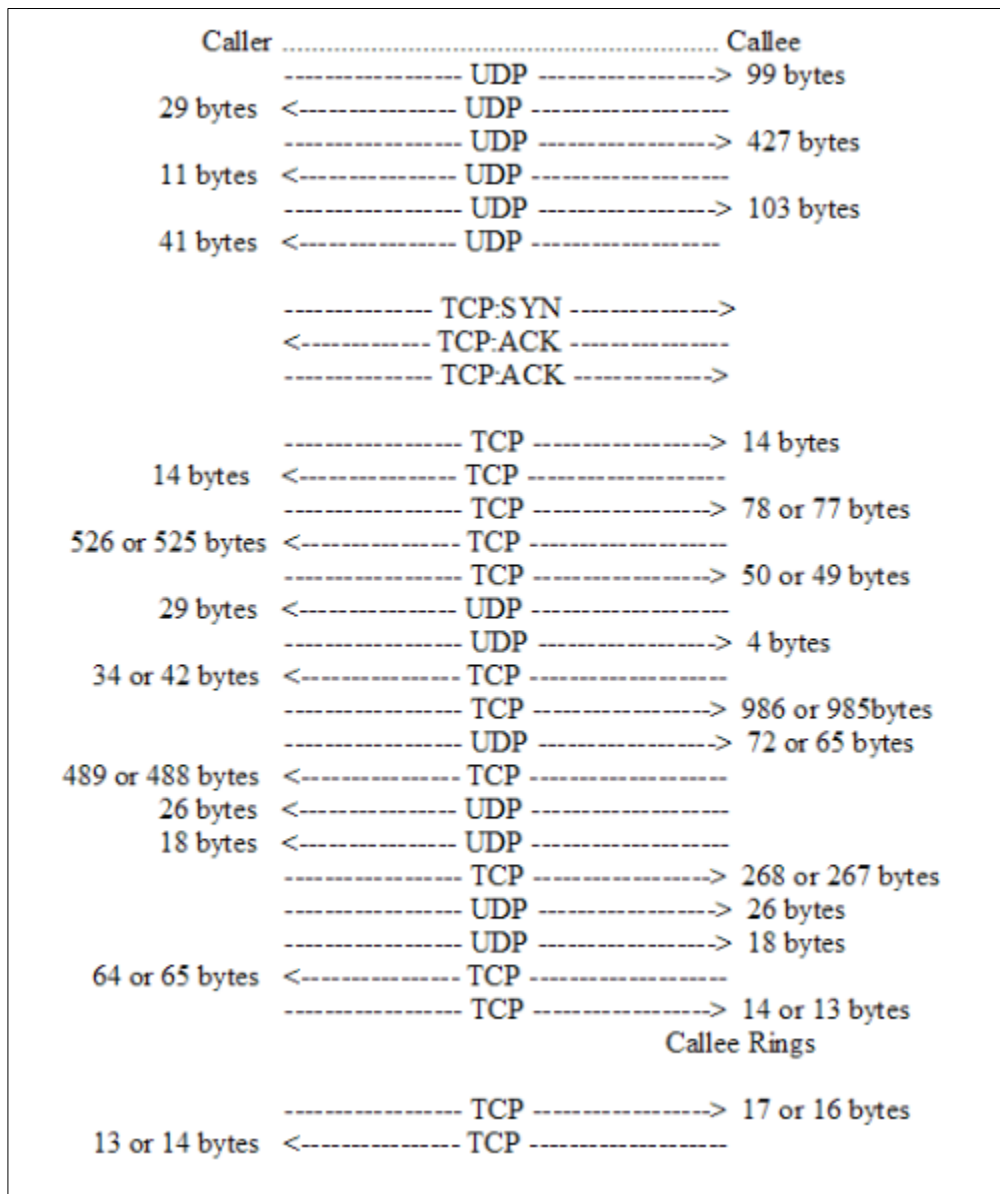 Caller ........................................................... Callee
------------------ UDP ------------------> 99 bytes
29 bytes <---------------- UDP --------------------
------------------ UDP ------------------> 427 bytes
11 bytes <---------------- UDP --------------------
------------------ UDP ------------------> 103 bytes
41 bytes <---------------- UDP -------------------
--------------- TCP:SYN --------------->
<------------- TCP:ACK ----------------
--------------- TCP:ACK -------------->
------------------ TCP ------------------> 14 bytes
14 bytes <---------------- TCP --------------------
------------------ TCP ------------------> 78 or 77 bytes
526 or 525 bytes <---------------- TCP --------------------
------------------ TCP ------------------> 50 or 49 bytes
29 bytes <---------------- UDP --------------------
------------------ UDP ------------------> 4 bytes
34 or 42 bytes <---------------- TCP --------------------
------------------ TCP ------------------> 986 or 985bytes
------------------ UDP ------------------> 72 or 65 bytes
489 or 488 bytes <---------------- TCP --------------------
26 bytes <---------------- UDP --------------------
18 bytes <---------------- UDP --------------------
------------------ TCP ------------------> 268 or 267 bytes
------------------ UDP ------------------> 26 bytes
------------------ UDP ------------------> 18 bytes
64 or 65 bytes <---------------- TCP --------------------
------------------ TCP ------------------> 14 or 13 bytes
Callee Rings
------------------ TCP ------------------> 17 or 16 bytes
13 or 14 bytes <---------------- TCP --------------------